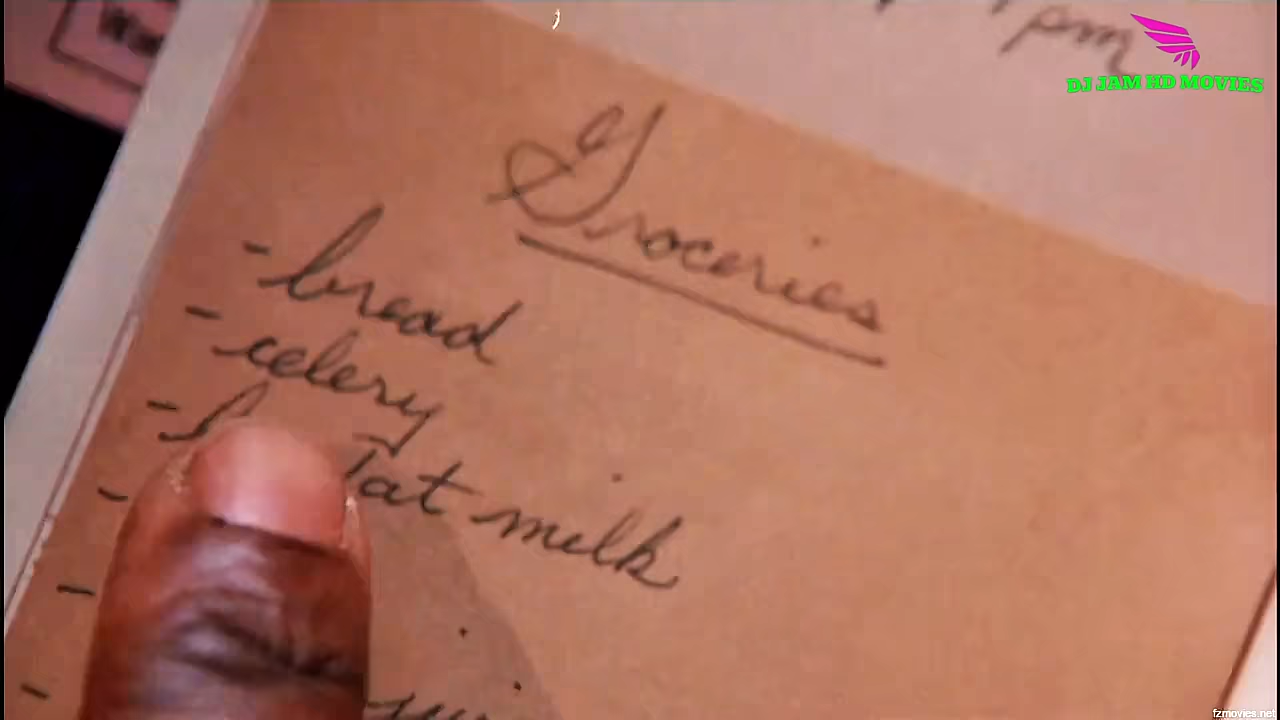 pm
DJ JAM HD MOVIES
Groceries
- bread
- celery
- Fat milk
-
-
-
fzmovies.net